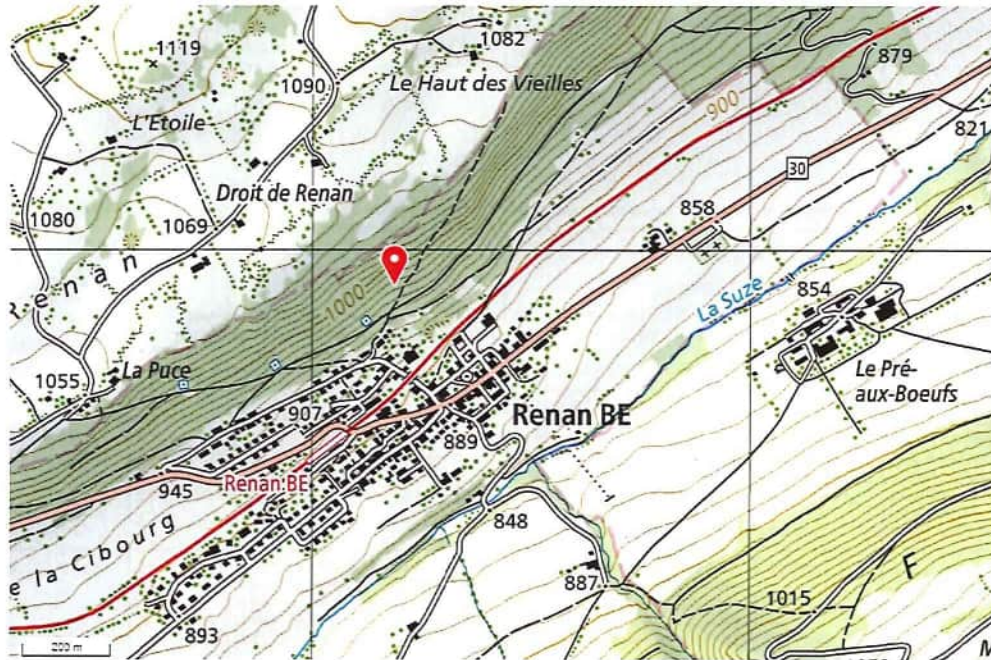 1119
1082
1090
Le Haut des Vieilles
879
L'Etoile
900
821
30
Droit de Renan
1080
1069
858
Renan
1000
La Suze
854
La Puce
1055
Le Pré-
aux-Boeufs
907
Renan BE
889
945
Renan BE
848
e la Cibourg
887
F
1015
893
200 m
M